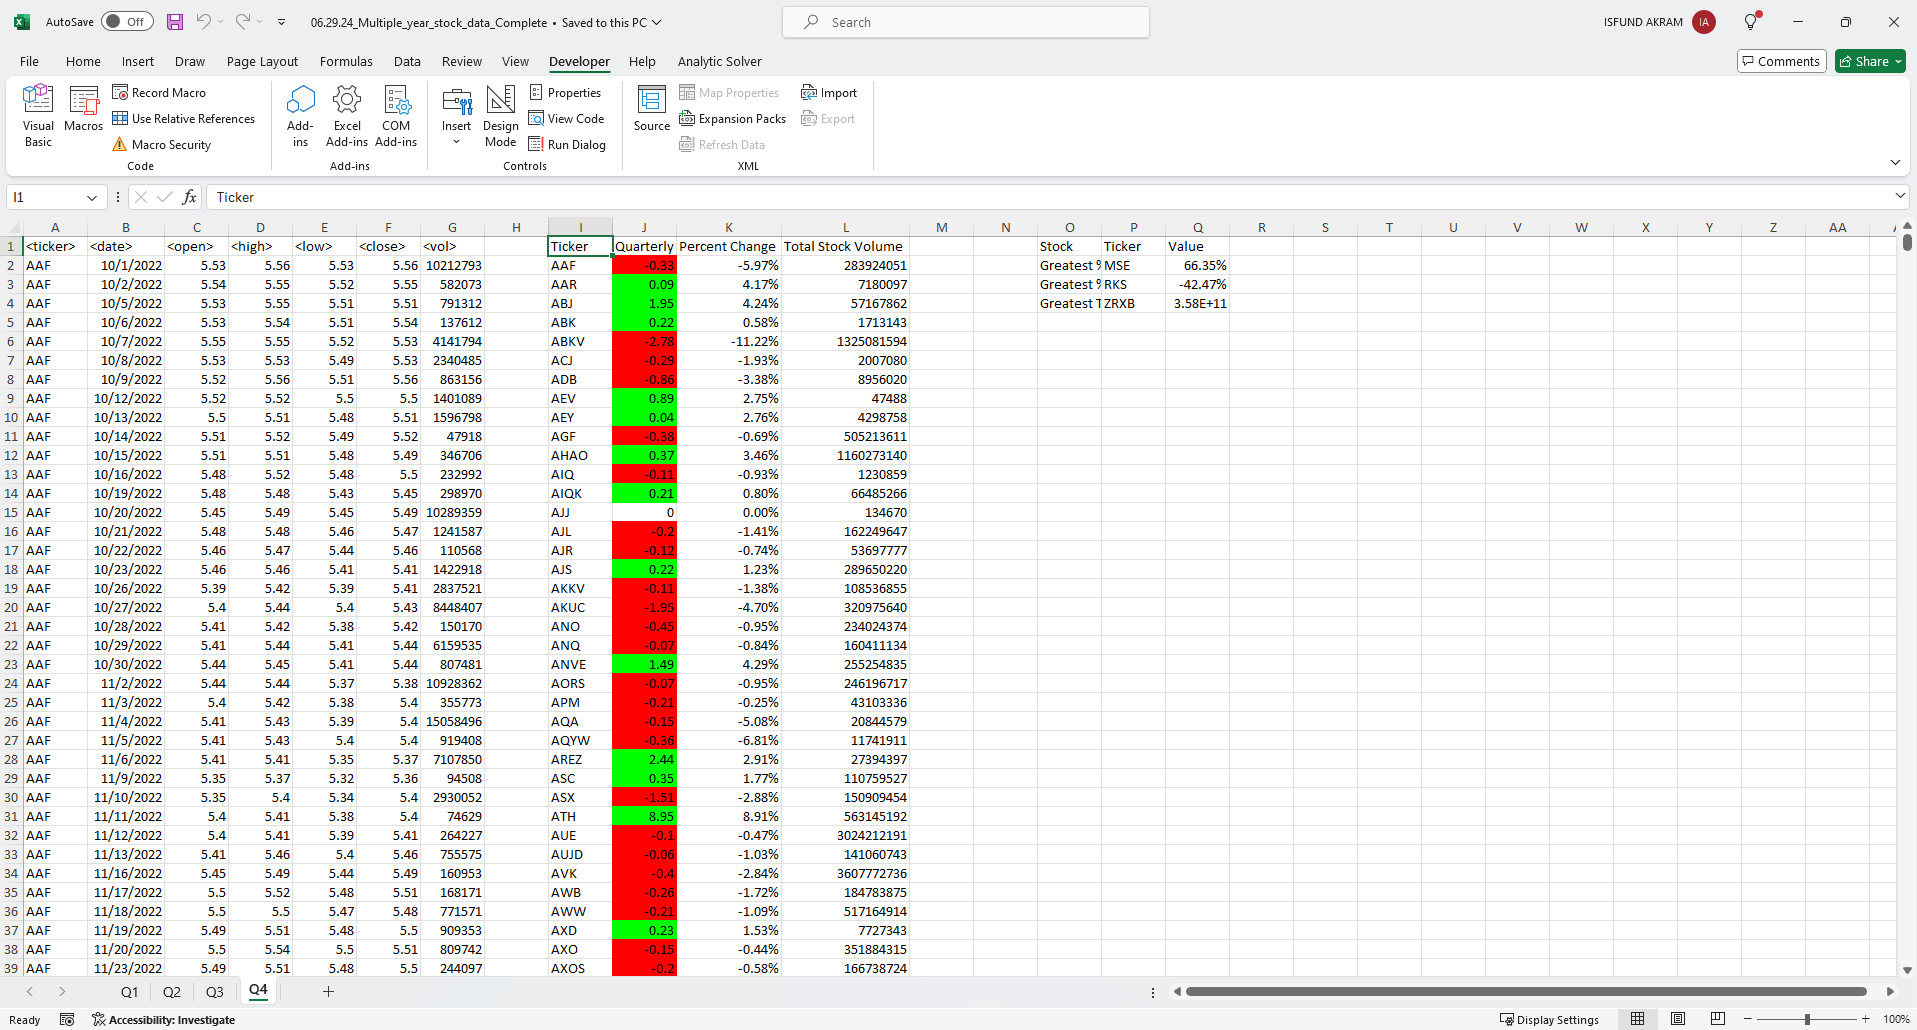 AutoSave Off 06.29.24_Multiple_year_stock_data_Complete • Saved to this PC Search ISFUND AKRAM IA
File Home Insert Draw Page Layout Formulas Data Review View Developer Help Analytic Solver Comments Share
Visual Basic Macros Record Macro Use Relative References Macro Security Code
Add-ins Excel Add-ins COM Add-ins Add-ins
Insert Design Mode Properties View Code Run Dialog Controls
Source Map Properties Expansion Packs Refresh Data Import Export XML
I1 fx Ticker
A B C D E F G H I J K L M N O P Q R S T U V W X Y Z AA
1 <ticker> <date> <open> <high> <low> <close> <vol> Ticker Quarterly Percent Change Total Stock Volume Stock Ticker Value
2 AAF 10/1/2022 5.53 5.56 5.53 5.56 10212793 AAF -0.33 -5.97% 283924051 Greatest % MSE 66.35%
3 AAF 10/2/2022 5.54 5.55 5.52 5.55 582073 AAR 0.09 4.17% 7180097 Greatest % RKS -42.47%
4 AAF 10/5/2022 5.53 5.55 5.51 5.51 791312 ABJ 1.95 4.24% 57167862 Greatest T ZRXB 3.58E+11
5 AAF 10/6/2022 5.53 5.54 5.51 5.54 137612 ABK 0.22 0.58% 1713143
6 AAF 10/7/2022 5.55 5.55 5.52 5.53 4141794 ABKV -2.78 -11.22% 1325081594
7 AAF 10/8/2022 5.53 5.53 5.49 5.53 2340485 ACJ -0.29 -1.93% 2007080
8 AAF 10/9/2022 5.52 5.56 5.51 5.56 863156 ADB -0.86 -3.38% 8956020
9 AAF 10/12/2022 5.52 5.52 5.5 5.5 1401089 AEV 0.89 2.75% 47488
10 AAF 10/13/2022 5.5 5.51 5.48 5.51 1596798 AEY 0.04 2.76% 4298758
11 AAF 10/14/2022 5.51 5.52 5.49 5.52 47918 AGF -0.38 -0.69% 505213611
12 AAF 10/15/2022 5.51 5.51 5.48 5.49 346706 AHAO 0.37 3.46% 1160273140
13 AAF 10/16/2022 5.48 5.52 5.48 5.5 232992 AIQ -0.11 -0.93% 1230859
14 AAF 10/19/2022 5.48 5.48 5.43 5.45 298970 AIQK 0.21 0.80% 66485266
15 AAF 10/20/2022 5.45 5.49 5.45 5.49 10289359 AJJ 0 0.00% 134670
16 AAF 10/21/2022 5.48 5.48 5.46 5.47 1241587 AJL -0.2 -1.41% 162249647
17 AAF 10/22/2022 5.46 5.47 5.44 5.46 110568 AJR -0.12 -0.74% 53697777
18 AAF 10/23/2022 5.46 5.46 5.41 5.41 1422918 AJS 0.22 1.23% 289650220
19 AAF 10/26/2022 5.39 5.42 5.39 5.41 2837521 AKKV -0.11 -1.38% 108536855
20 AAF 10/27/2022 5.4 5.44 5.4 5.43 8448407 AKUC -1.95 -4.70% 320975640
21 AAF 10/28/2022 5.41 5.42 5.38 5.42 150170 ANO -0.45 -0.95% 234024374
22 AAF 10/29/2022 5.41 5.44 5.41 5.44 6159535 ANQ -0.07 -0.84% 160411134
23 AAF 10/30/2022 5.44 5.45 5.41 5.44 807481 ANVE 1.49 4.29% 255254835
24 AAF 11/2/2022 5.44 5.44 5.37 5.38 10928362 AORS -0.07 -0.95% 246196717
25 AAF 11/3/2022 5.4 5.42 5.38 5.4 355773 APM -0.21 -0.25% 43103336
26 AAF 11/4/2022 5.41 5.43 5.39 5.4 15058496 AQA -0.15 -5.08% 20844579
27 AAF 11/5/2022 5.41 5.43 5.4 5.4 919408 AQYW -0.36 -6.81% 11741911
28 AAF 11/6/2022 5.41 5.41 5.35 5.37 7107850 AREZ 2.44 2.91% 27394397
29 AAF 11/9/2022 5.35 5.37 5.32 5.36 94508 ASC 0.35 1.77% 110759527
30 AAF 11/10/2022 5.35 5.4 5.34 5.4 2930052 ASX -1.51 -2.88% 150909454
31 AAF 11/11/2022 5.4 5.41 5.38 5.4 74629 ATH 8.95 8.91% 563145192
32 AAF 11/12/2022 5.4 5.41 5.39 5.41 264227 AUE -0.1 -0.47% 3024212191
33 AAF 11/13/2022 5.41 5.46 5.4 5.46 755575 AUJD -0.06 -1.03% 141060743
34 AAF 11/16/2022 5.45 5.49 5.44 5.49 160953 AVK -0.4 -2.84% 3607772736
35 AAF 11/17/2022 5.5 5.52 5.48 5.51 168171 AWB -0.26 -1.72% 184783875
36 AAF 11/18/2022 5.5 5.5 5.47 5.48 771571 AWW -0.21 -1.09% 517164914
37 AAF 11/19/2022 5.49 5.51 5.48 5.5 909353 AXD 0.23 1.53% 7727343
38 AAF 11/20/2022 5.5 5.54 5.5 5.51 809742 AXO -0.15 -0.44% 351884315
39 AAF 11/23/2022 5.49 5.51 5.48 5.5 244097 AXOS -0.2 -0.58% 166738724
Q1 Q2 Q3 Q4
Ready Accessibility: Investigate Display Settings 100%